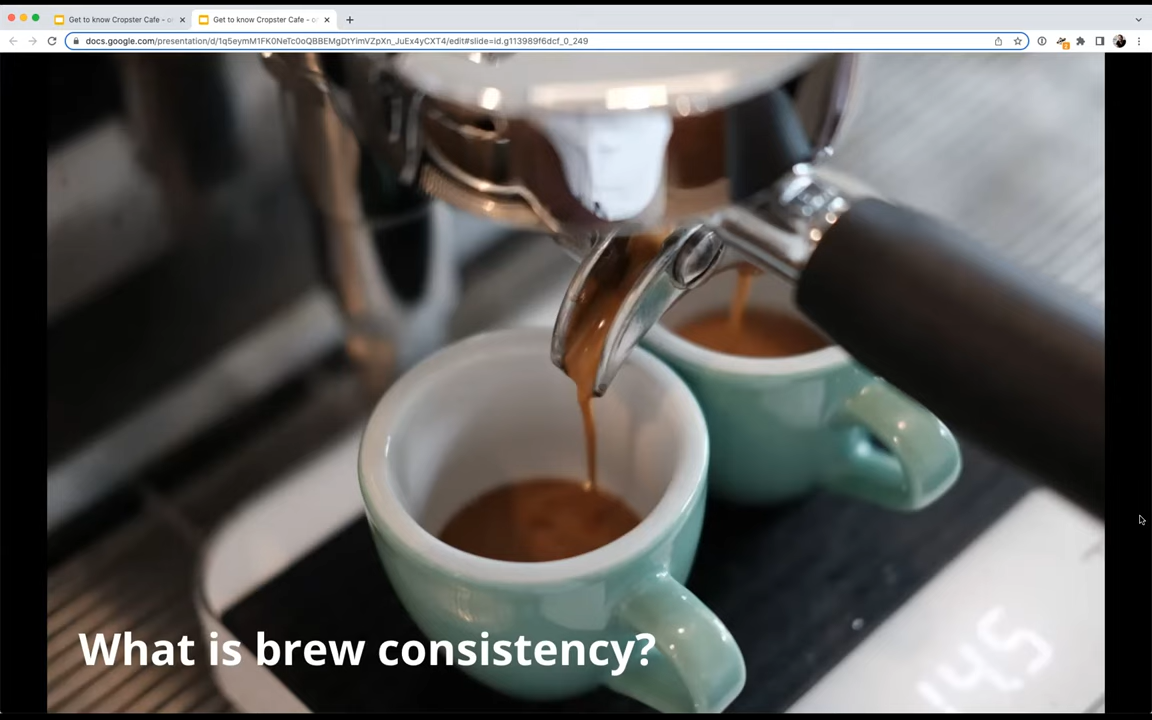 Get to know Cropster Cafe - o
Get to know Cropster Cafe - o
docs.google.com/presentation/d/1q5eymM1FK0NeTc0oQBBEMgDtYimVZpXn_JuEx4yCXT4/edit#slide=id.g113989f6dcf_0_249
What is brew consistency?